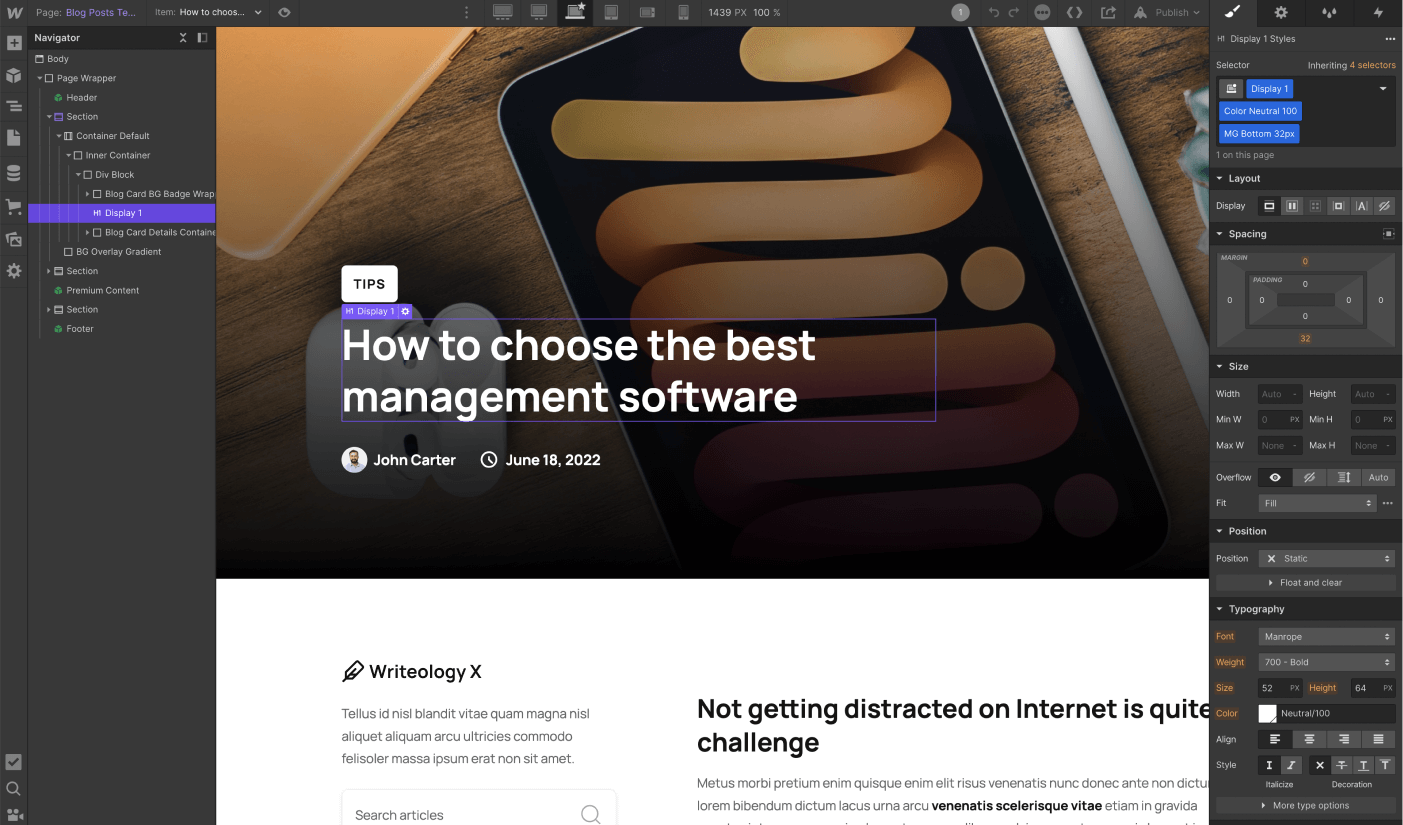 Page: Blog Posts Te...
Item: How to choos...
1439 PX 100 %
1
Publish
Navigator
Body
Page Wrapper
Header
Section
Container Default
Inner Container
Div Block
Blog Card BG Badge Wrap
H1 Display 1
Blog Card Details Containe
BG Overlay Gradient
Section
Premium Content
Section
Footer
TIPS
H1 Display 1
How to choose the best
management software
John Carter June 18, 2022
Writeology X
Tellus id nisl blandit vitae quam magna nisl
aliquet aliquam arcu ultricies commodo
felisoler massa ipsum erat non sit amet.
Search articles
Not getting distracted on Internet is quite
challenge
Metus morbi pretium enim quisque enim elit risus venenatis nunc donec ante non dictu
lorem bibendum dictum lacus urna arcu venenatis scelerisque vitae etiam in gravida
H1 Display 1 Styles
Selector Inheriting 4 selectors
Display 1
Color Neutral 100
MG Bottom 32px
1 on this page
Layout
Display
Spacing
MARGIN
0
PADDING
0
0 0 0 0
0
32
Size
Width Auto - Height Auto -
Min W 0 PX Min H 0 PX
Max W None - Max H None -
Overflow Auto
Fit Fill
Position
Position Static
Float and clear
Typography
Font Manrope
Weight 700 - Bold
Size 52 PX Height 64 PX
Color Neutral/100
Align
Style
Italicize Decoration
More type options